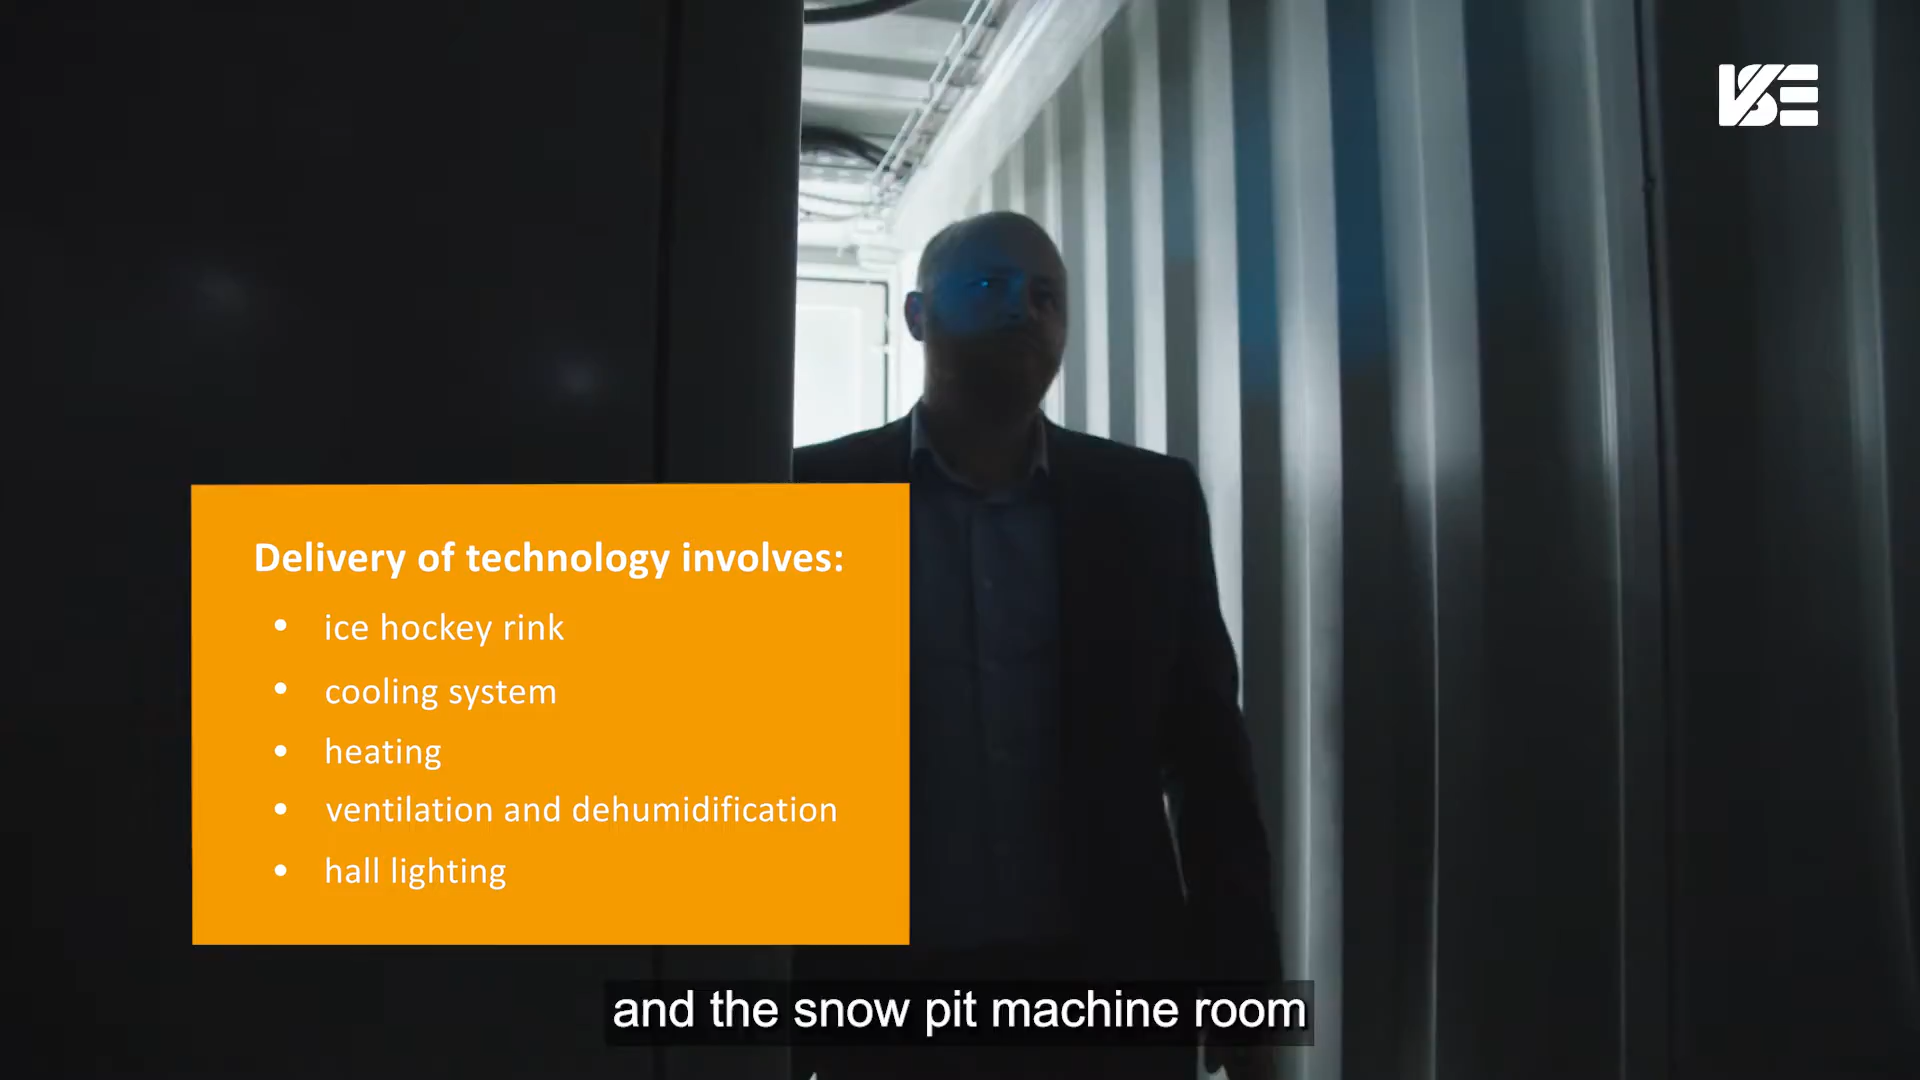 VSE
Delivery of technology involves:
• ice hockey rink
• cooling system
• heating
• ventilation and dehumidification
• hall lighting
and the snow pit machine room